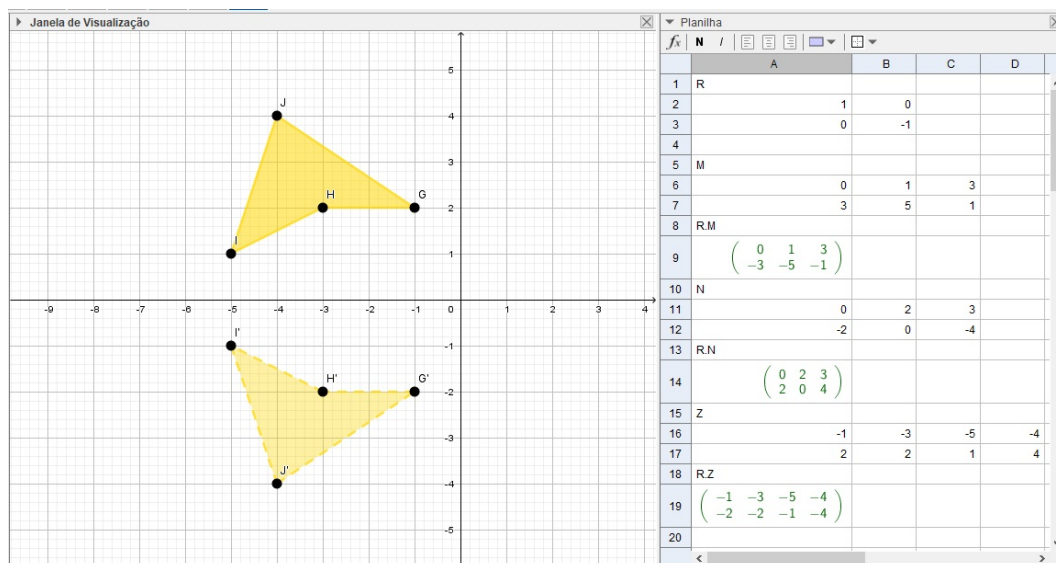 Janela de Visualização
5
J
4
3
H
G
2
I
1
-9 -8 -7 -6 -5 -4 -3 -2 -1 0 1 2 3 4
I'
-1
H'
G'
-2
-3
J'
-4
-5
Planilha
fx N I
A B C D
1 R
2 1 0
3 0 -1
4
5 M
6 0 1 3
7 3 5 1
8 R.M
9 ( 0 1 3
-3 -5 -1 )
10 N
11 0 2 3
12 -2 0 -4
13 R.N
14 ( 0 2 3
2 0 4 )
15 Z
16 -1 -3 -5 -4
17 2 2 1 4
18 R.Z
19 ( -1 -3 -5 -4
-2 -2 -1 -4 )
20